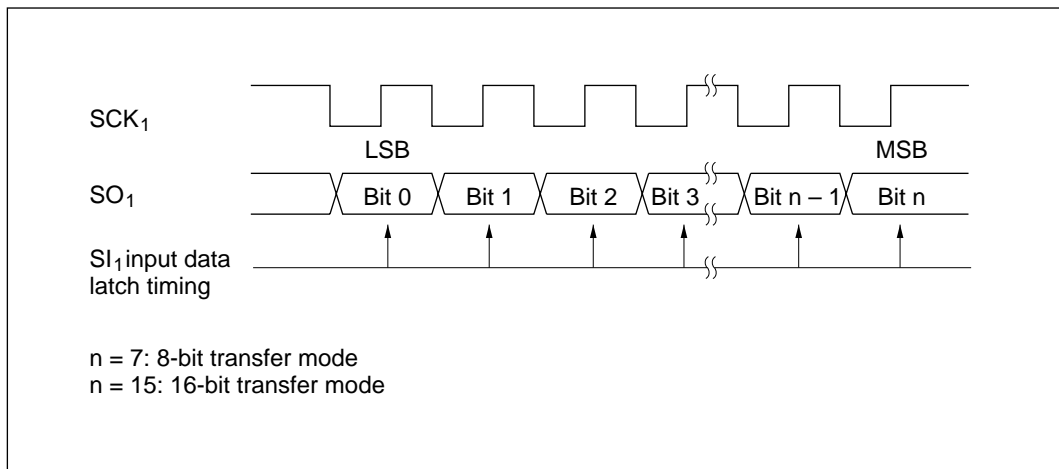 SCK1
LSB MSB
SO1 Bit 0 Bit 1 Bit 2 Bit 3 Bit n – 1 Bit n
SI1 input data
latch timing
n = 7: 8-bit transfer mode
n = 15: 16-bit transfer mode